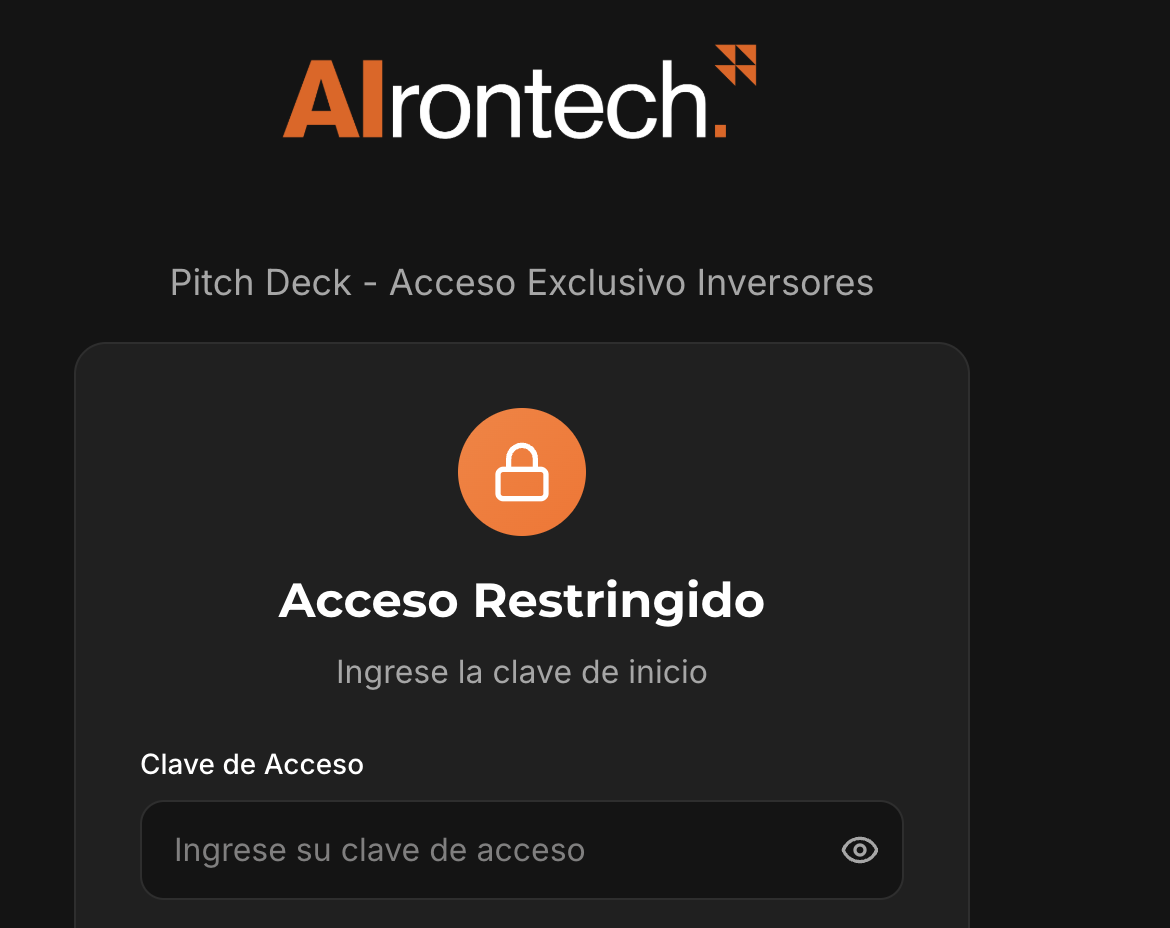 AIrontech.
Pitch Deck - Acceso Exclusivo Inversores
Acceso Restringido
Ingrese la clave de inicio
Clave de Acceso
Ingrese su clave de acceso